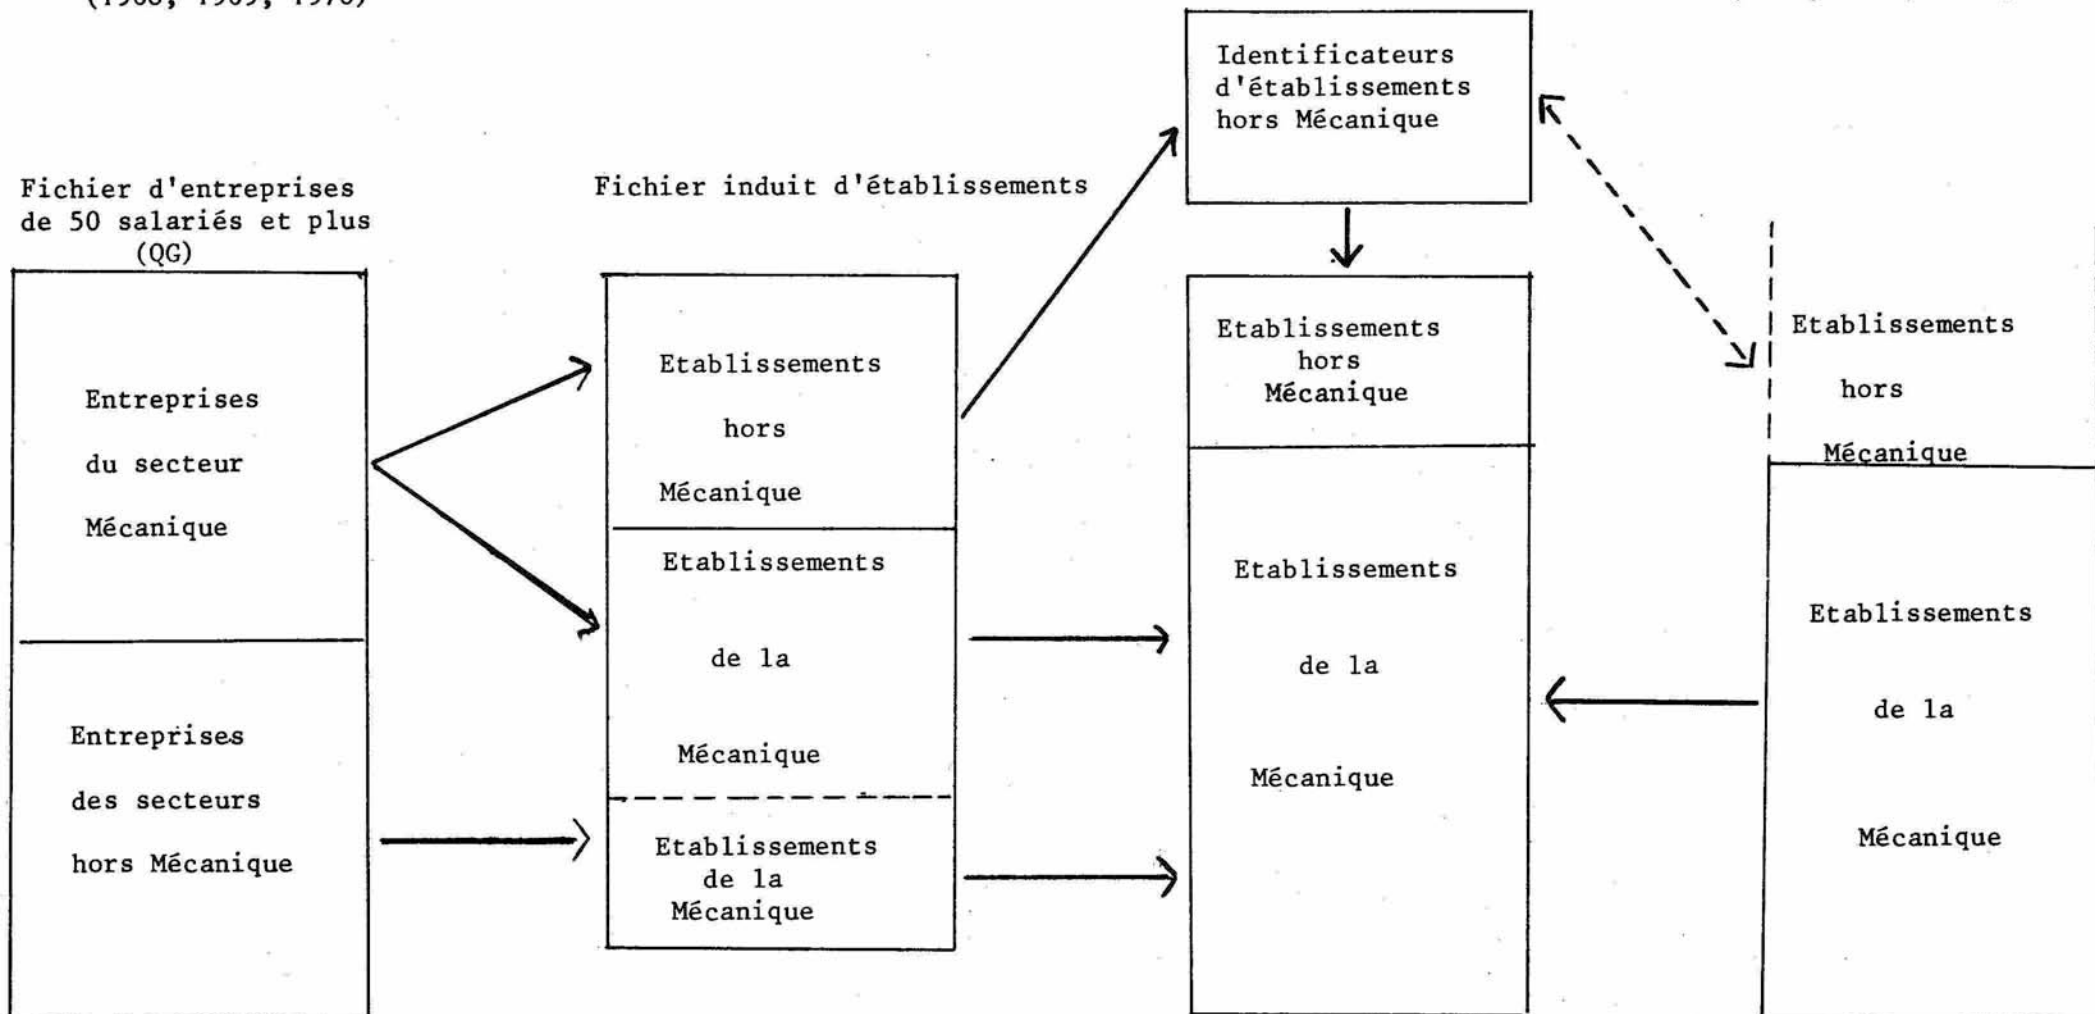 Identificateurs
d'établissements
hors Mécanique
Fichier d'entreprises
de 50 salariés et plus
(QG)
Fichier induit d'établissements
Entreprises
du secteur
Mécanique
Entreprises
des secteurs
hors Mécanique
Etablissements
hors
Mécanique
Etablissements
de la
Mécanique
Etablissements
de la
Mécanique
Etablissements
hors
Mécanique
Etablissements
de la
Mécanique
Etablissements
hors
Mécanique
Etablissements
de la
Mécanique